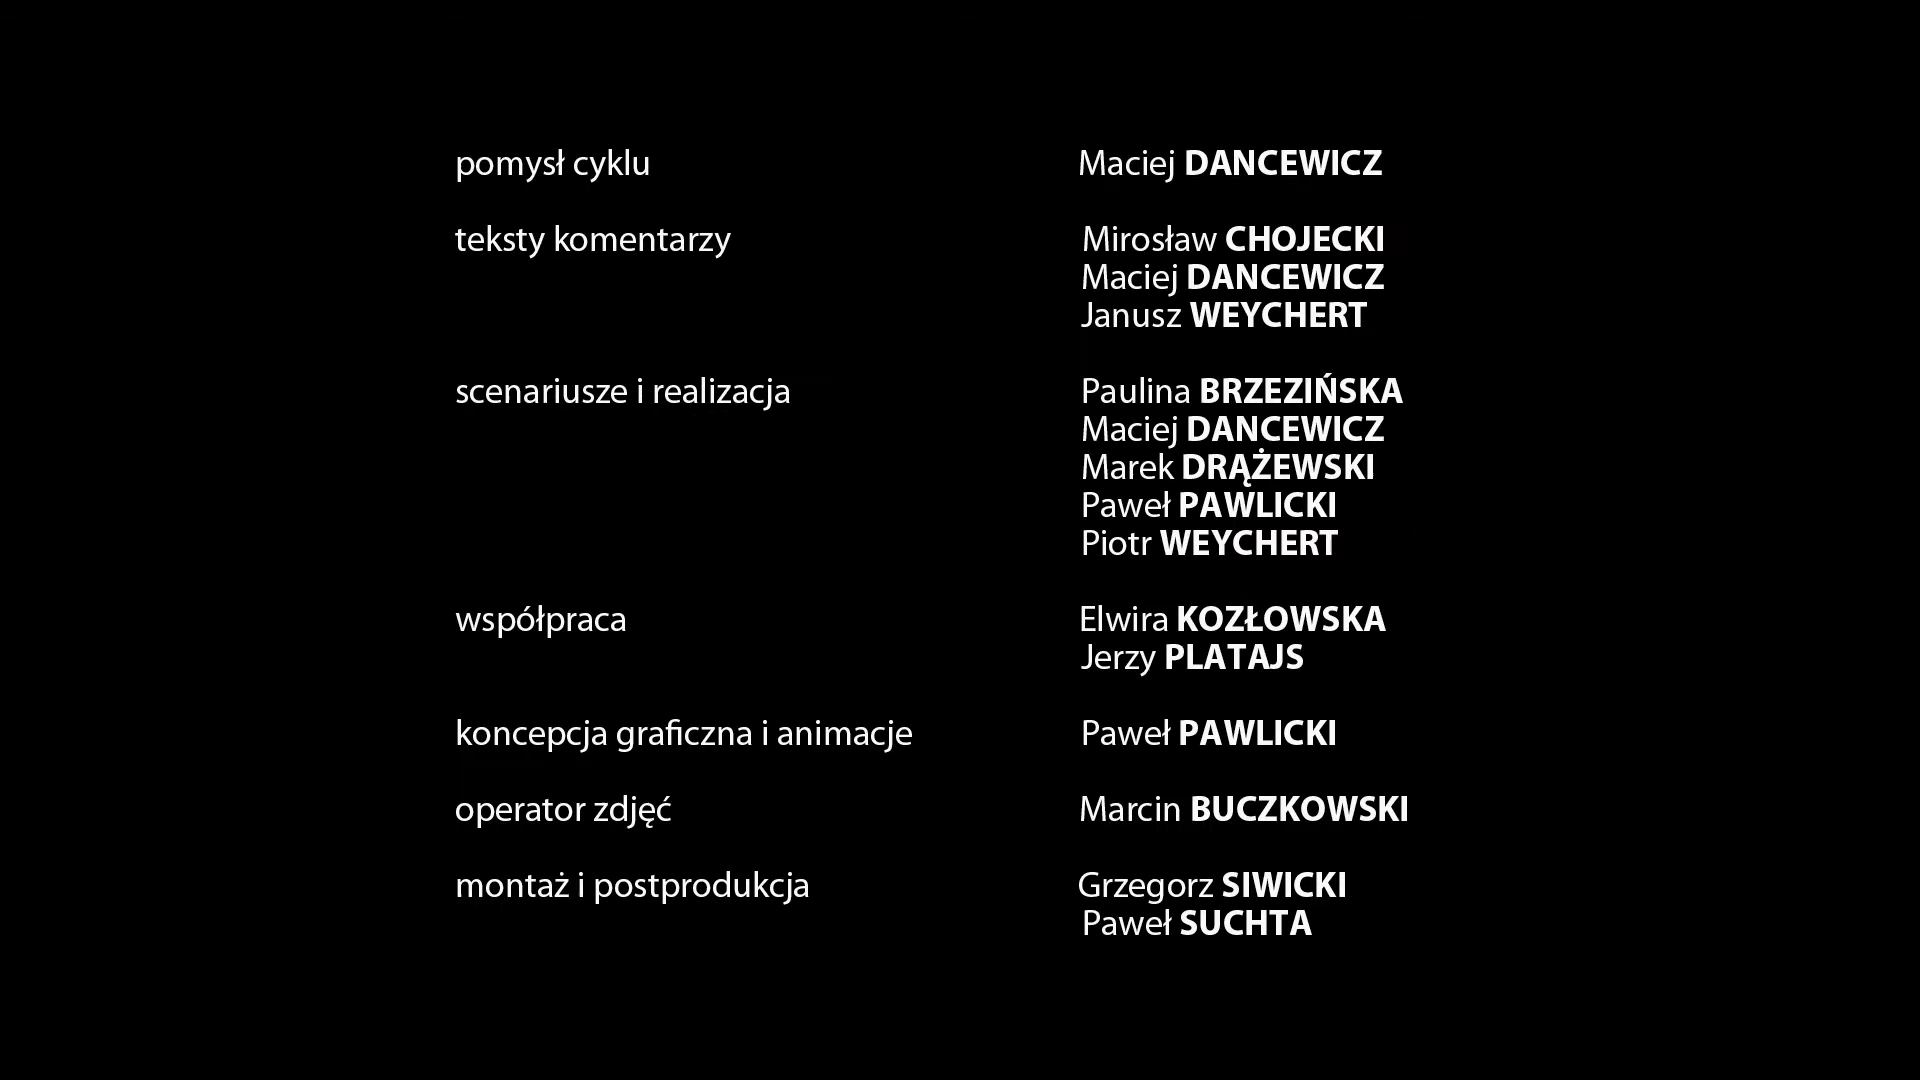 pomysł cyklu Maciej DANCEWICZ
teksty komentarzy Mirosław CHOJECKI
Maciej DANCEWICZ
Janusz WEYCHERT
scenariusze i realizacja Paulina BRZEZIŃSKA
Maciej DANCEWICZ
Marek DRĄŻEWSKI
Paweł PAWLICKI
Piotr WEYCHERT
współpraca Elwira KOZŁOWSKA
Jerzy PLATAJS
koncepcja graficzna i animacje Paweł PAWLICKI
operator zdjęć Marcin BUCZKOWSKI
montaż i postprodukcja Grzegorz SIWICKI
Paweł SUCHTA